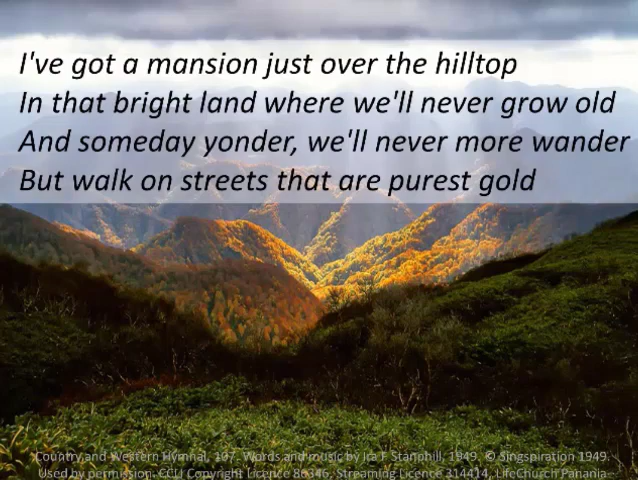 I've got a mansion just over the hilltop
In that bright land where we'll never grow old
And someday yonder, we'll never more wander
But walk on streets that are purest gold
Country and Western Hymnal, 107. Words and music by Ira F Stanphill, 1949. © Singspiration 1949.
Used by permission. CCLI Copyright Licence 86346, Streaming Licence 314414, LifeChurch Panania